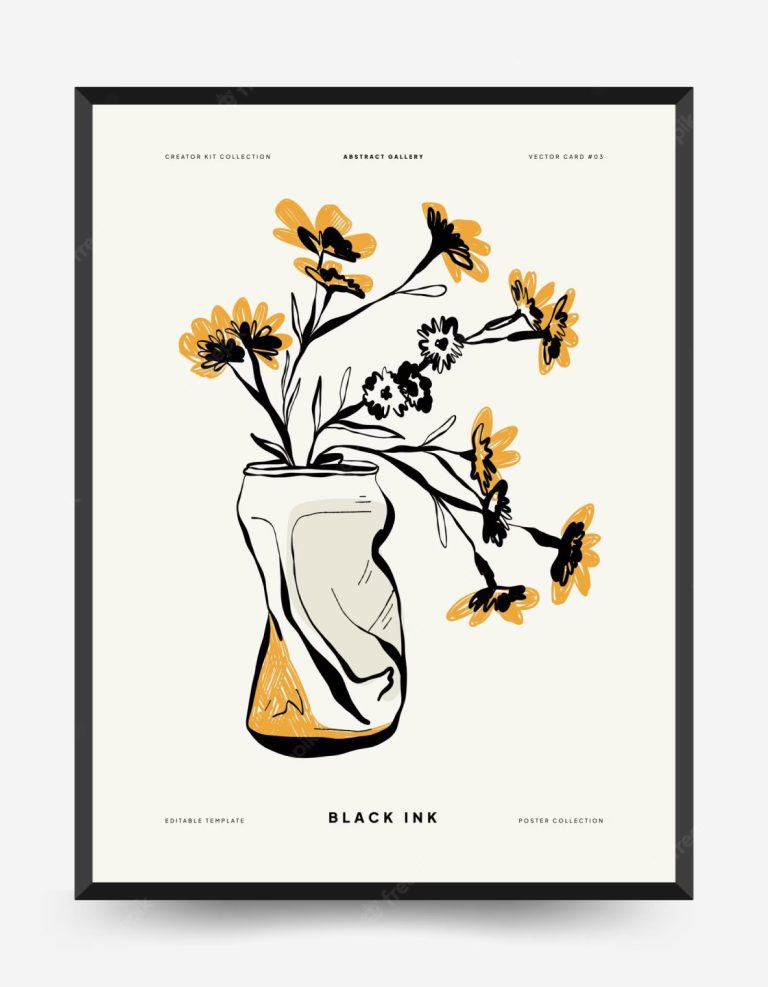 CREATOR KIT COLLECTION
ABSTRACT GALLERY
VECTOR CARD #03
EDITABLE TEMPLATE
BLACK INK
POSTER COLLECTION